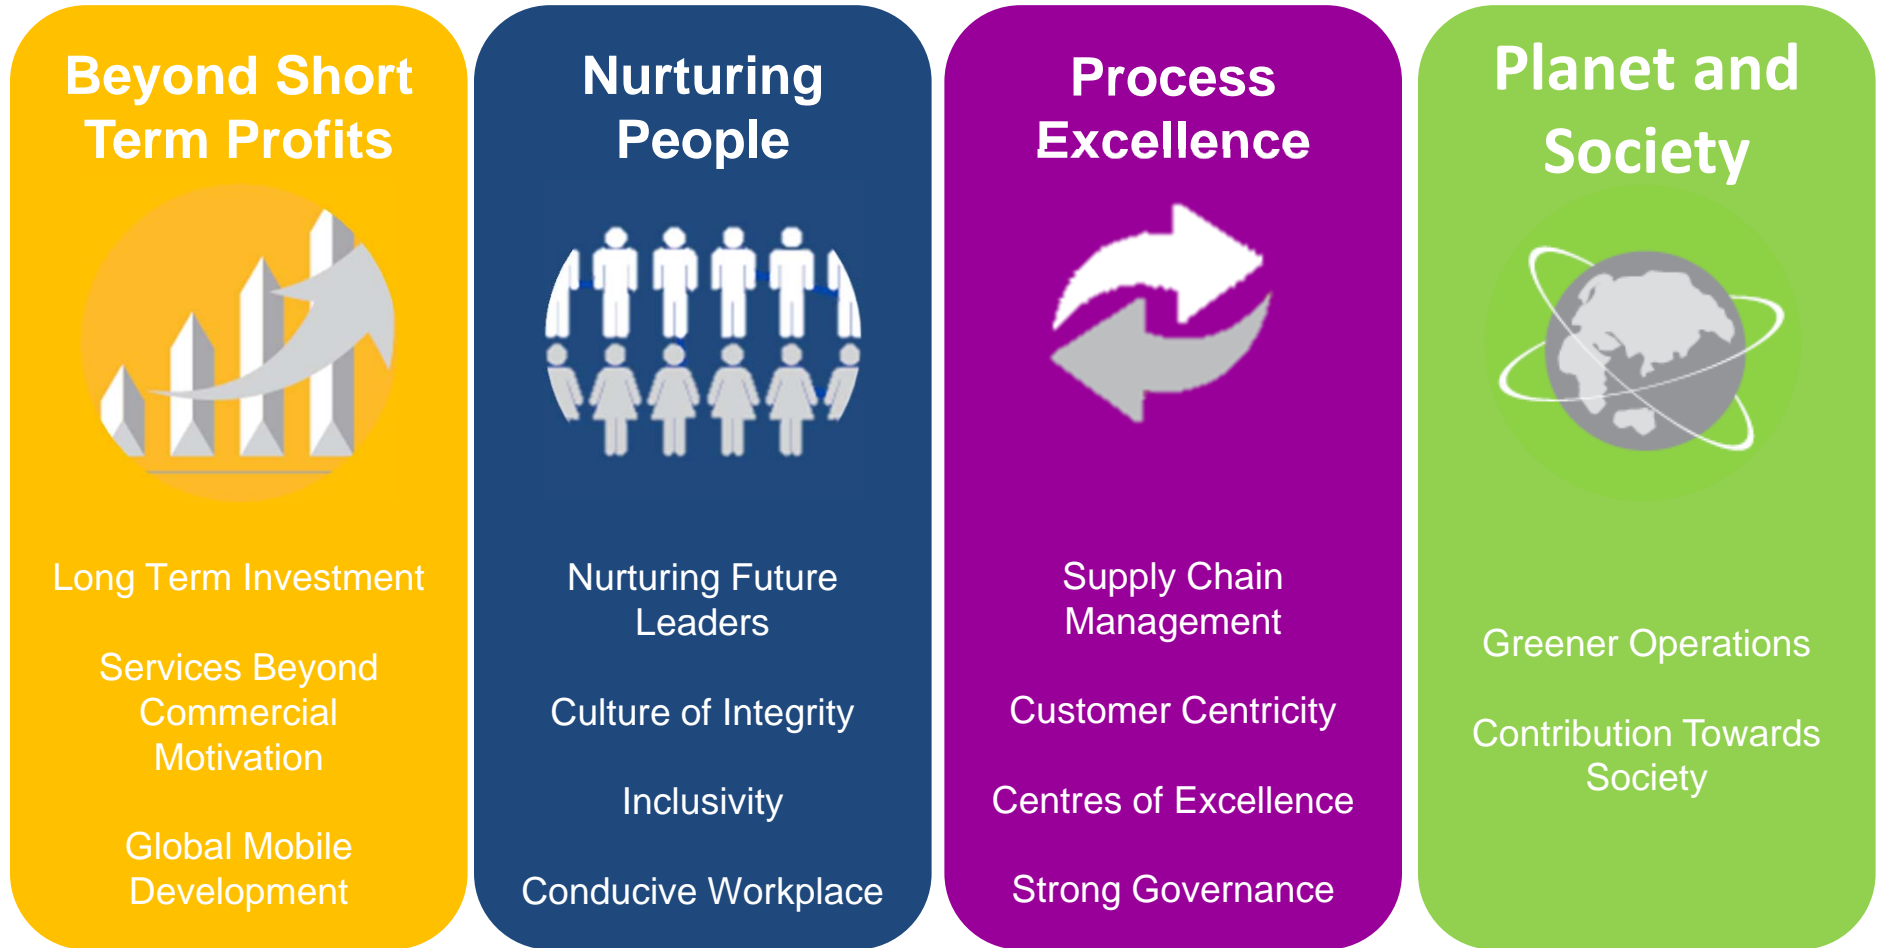 Beyond Short
Term Profits
Long Term Investment
Services Beyond
Commercial
Motivation
Global Mobile
Development
Nurturing
People
Nurturing Future
Leaders
Culture of Integrity
Inclusivity
Conducive Workplace
Process
Excellence
Supply Chain
Management
Customer Centricity
Centres of Excellence
Strong Governance
Planet and
Society
Greener Operations
Contribution Towards
Society